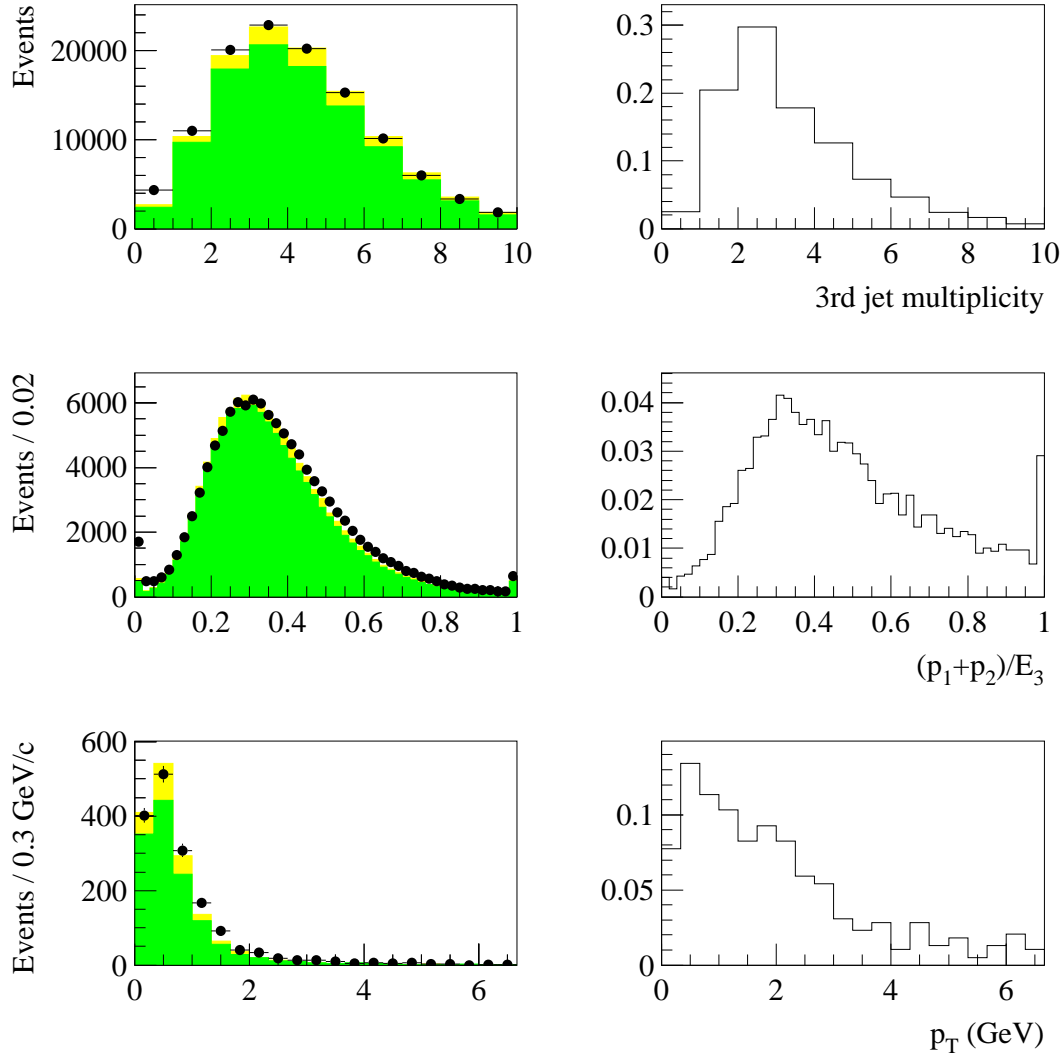 Events
20000
10000
0
0 2 4 6 8 10
0.3
0.2
0.1
0
0 2 4 6 8 10
3rd jet multiplicity
Events / 0.02
6000
4000
2000
0
0 0.2 0.4 0.6 0.8 1
0.04
0.03
0.02
0.01
0
0 0.2 0.4 0.6 0.8 1
(p1+p2)/E3
Events / 0.3 GeV/c
600
400
200
0
0 2 4 6
0.1
0.05
0
0 2 4 6
pT (GeV)